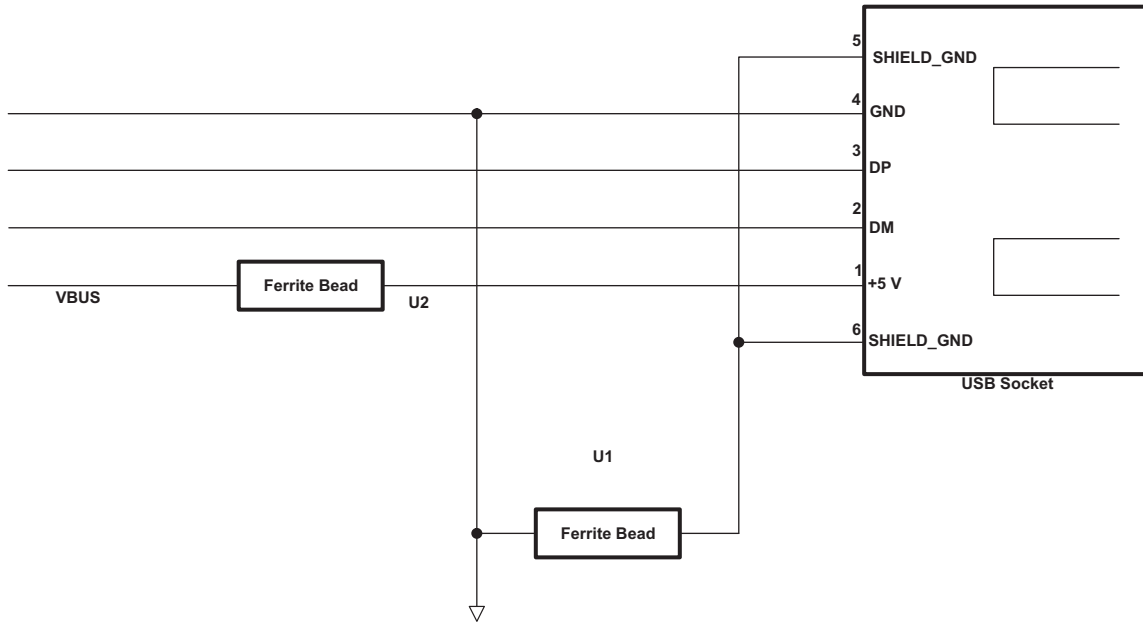 5
SHIELD_GND
4
GND
3
DP
2
DM
1
+5 V
Ferrite Bead
VBUS
U2
6
SHIELD_GND
USB Socket
U1
Ferrite Bead